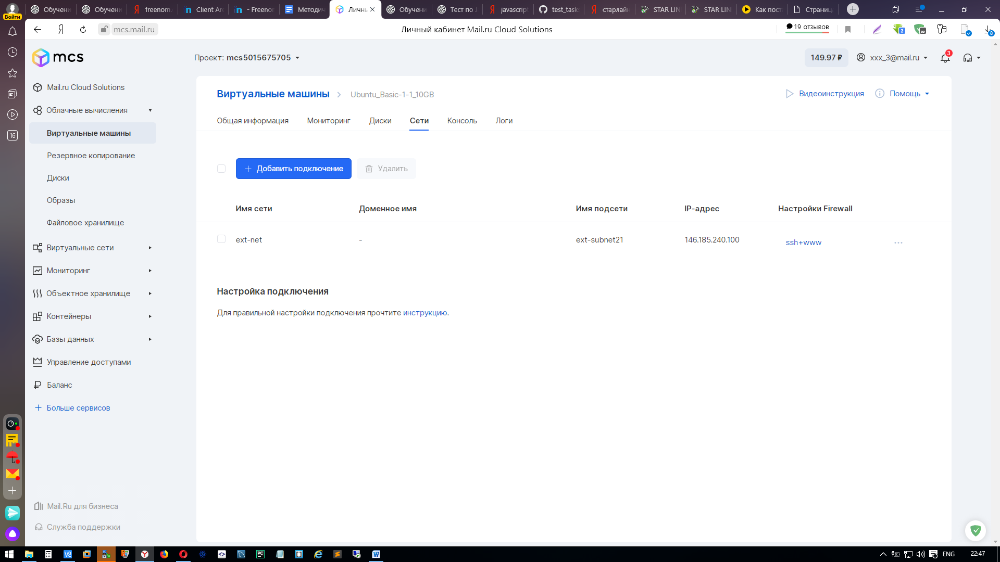 Войти
Обучени
Обучени
freenom.
Client Are
- Freenor
Методич
Личнь
Обучени
Тест по J
javascript
test_task
старлайн
STAR LIN
STAR LIN
Как пост
Страниц
mcs.mail.ru
Личный кабинет Mail.ru Cloud Solutions
19 отзывов
8
16
mcs
Проект: mcs5015675705
149.97 ₽
xxx_3@mail.ru
3
Mail.ru Cloud Solutions
Облачные вычисления
Виртуальные машины
Резервное копирование
Диски
Образы
Файловое хранилище
Виртуальные сети
Мониторинг
Объектное хранилище
Контейнеры
Базы данных
Управление доступами
Баланс
Больше сервисов
Mail.Ru для бизнеса
Служба поддержки
Виртуальные машины
Ubuntu_Basic-1-1_10GB
Видеоинструкция
Помощь
Общая информация
Мониторинг
Диски
Сети
Консоль
Логи
Добавить подключение
Удалить
Имя сети
Доменное имя
Имя подсети
IP-адрес
Настройки Firewall
ext-net
-
ext-subnet21
146.185.240.100
ssh+www
Настройка подключения
Для правильной настройки подключения прочтите инструкцию.
ENG
22:47